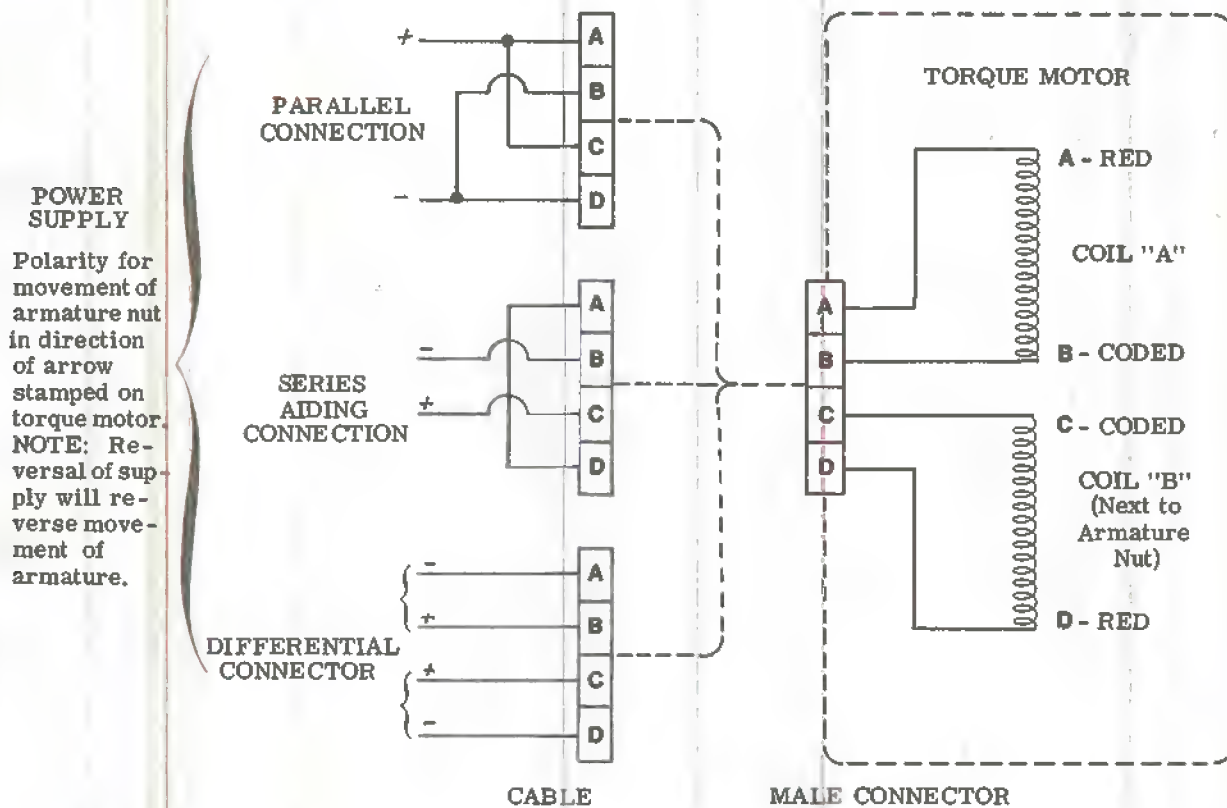 POWER
SUPPLY
Polarity for
movement of
armature nut
in direction
of arrow
stamped on
torque motor.
NOTE: Re-
versal of sup-
ply will re-
verse move-
ment of
armature.
PARALLEL
CONNECTION
+
-
A
B
C
D
SERIES
AIDING
CONNECTION
-
+
A
B
C
D
DIFFERENTIAL
CONNECTOR
-
+
+
-
A
B
C
D
CABLE
TORQUE MOTOR
A
B
C
D
A - RED
COIL "A"
B - CODED
C - CODED
COIL "B"
(Next to
Armature
Nut)
D - RED
MALE CONNECTOR